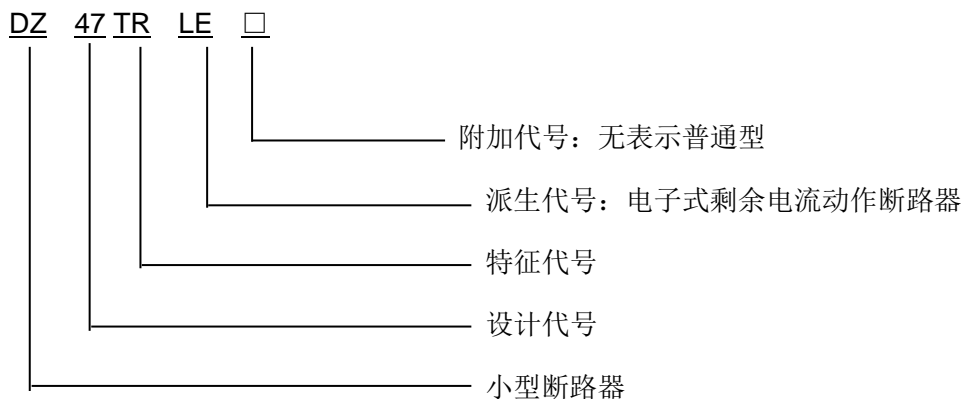 DZ 47 TR LE □
附加代号：无表示普通型
派生代号：电子式剩余电流动作断路器
特征代号
设计代号
小型断路器